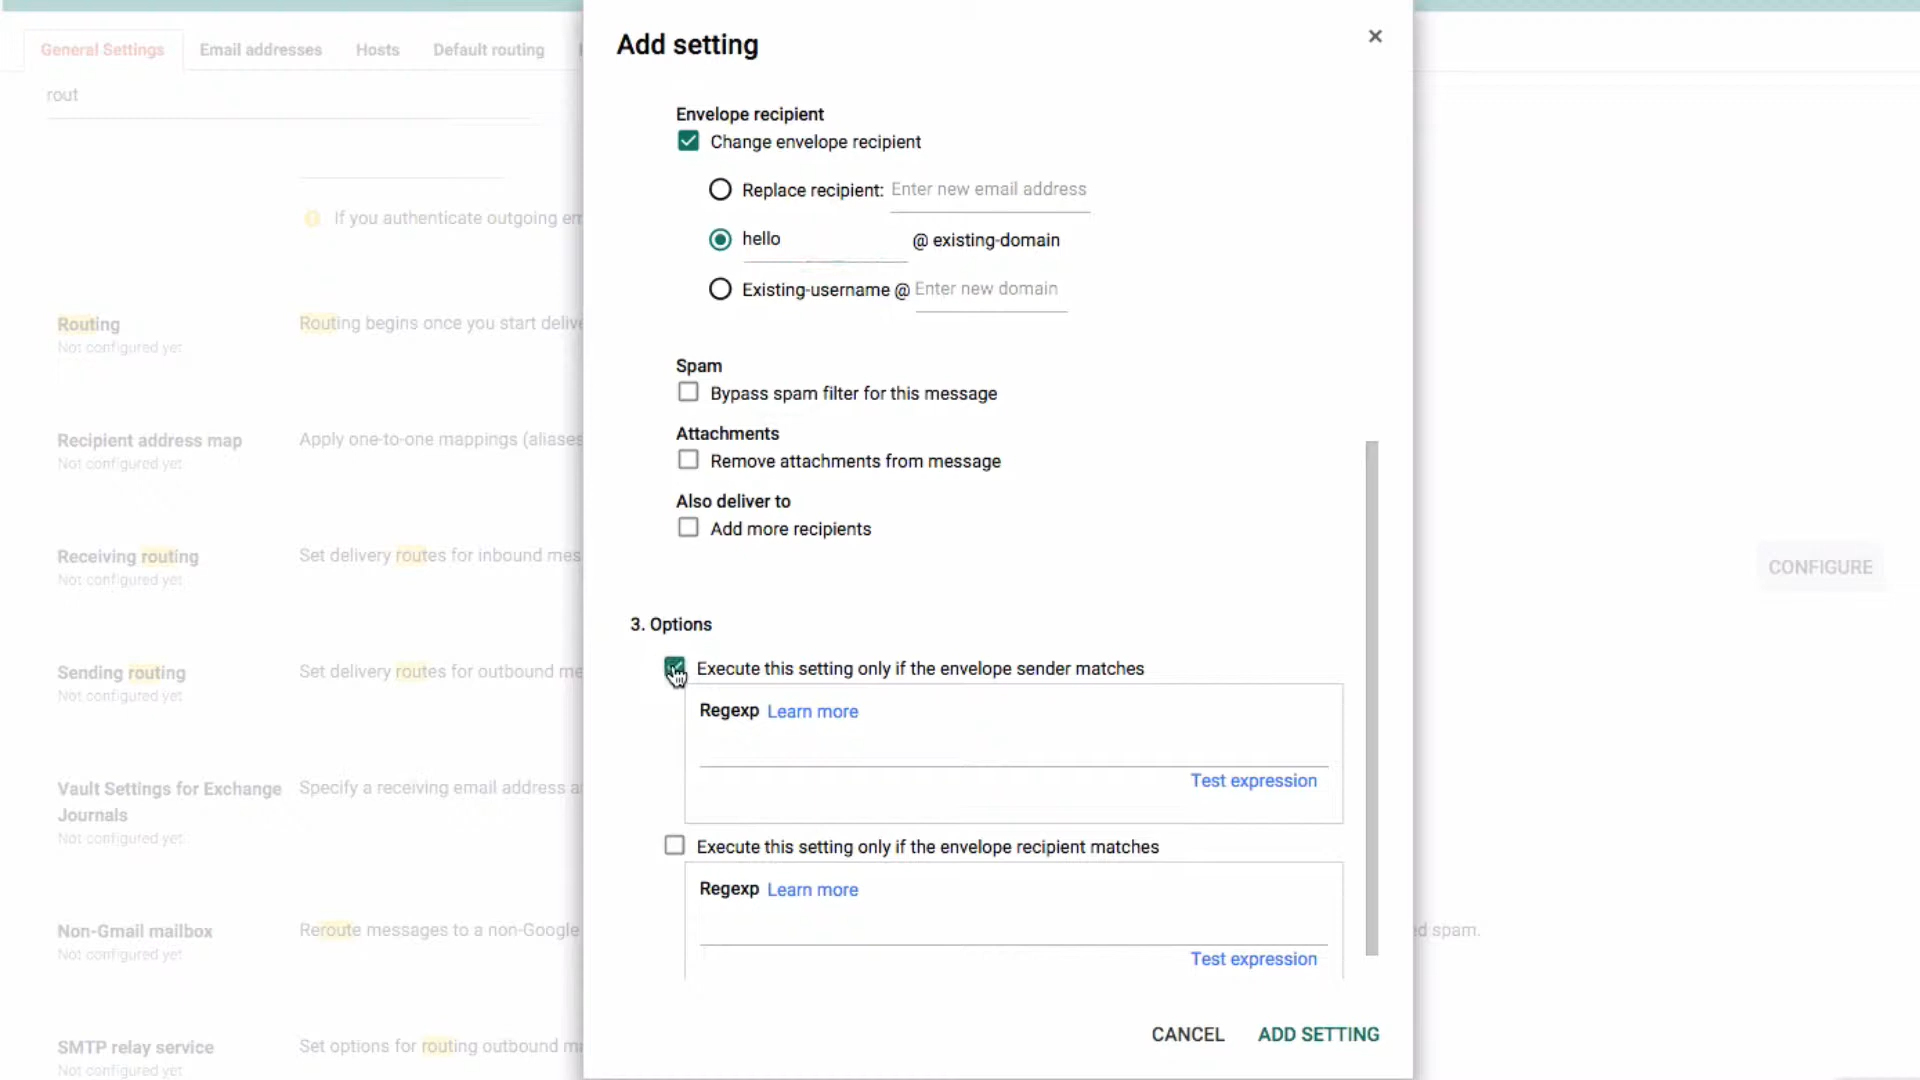 General Settings
Email addresses
Hosts
Default routing
rout
If you authenticate outgoing em
Routing
Not configured yet
Routing begins once you start delive
Recipient address map
Not configured yet
Apply one-to-one mappings (aliases
Receiving routing
Not configured yet
Set delivery routes for inbound mes
CONFIGURE
Sending routing
Not configured yet
Set delivery routes for outbound me
Vault Settings for Exchange
Journals
Not configured yet
Specify a receiving email address a
Non-Gmail mailbox
Not configured yet
Reroute messages to a non-Google
ed spam.
SMTP relay service
Not configured yet
Set options for routing outbound ma
Add setting
×
Envelope recipient
Change envelope recipient
Replace recipient: Enter new email address
hello @ existing-domain
Existing-username @ Enter new domain
Spam
Bypass spam filter for this message
Attachments
Remove attachments from message
Also deliver to
Add more recipients
3. Options
Execute this setting only if the envelope sender matches
Regexp Learn more
Test expression
Execute this setting only if the envelope recipient matches
Regexp Learn more
Test expression
CANCEL ADD SETTING